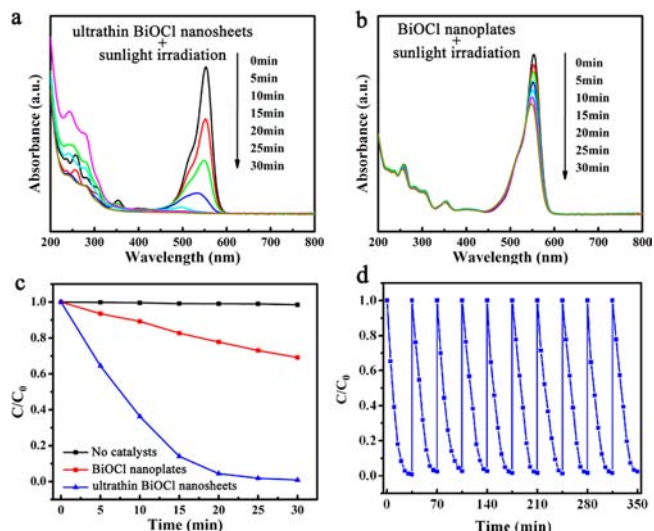 a
ultrathin BiOCl nanosheets
+
sunlight irradiation
0min
5min
10min
15min
20min
25min
30min
Absorbance (a.u.)
200 300 400 500 600 700 800
Wavelength (nm)
b
BiOCl nanoplates
+
sunlight irradiation
0min
5min
10min
15min
20min
25min
30min
Absorbance (a.u.)
200 300 400 500 600 700 800
Wavelength (nm)
c
1.0
0.8
0.6
0.4
0.2
0.0
C/C0
No catalysts
BiOCl nanoplates
ultrathin BiOCl nanosheets
0 5 10 15 20 25 30
Time (min)
d
1.0
0.8
0.6
0.4
0.2
0.0
C/C0
0 70 140 210 280 350
Time (min)